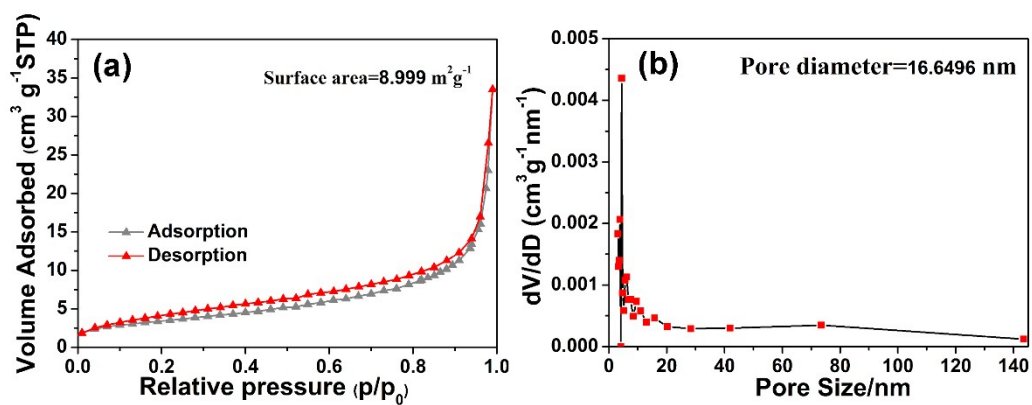 (a)
Surface area=8.999 m²g⁻¹
Volume Adsorbed (cm³ g⁻¹STP)
40
35
30
25
20
15
10
5
0
Adsorption
Desorption
0.0 0.2 0.4 0.6 0.8 1.0
Relative pressure (p/p₀)
(b)
Pore diameter=16.6496 nm
dV/dD (cm³g⁻¹nm⁻¹)
0.005
0.004
0.003
0.002
0.001
0.000
0 20 40 60 80 100 120 140
Pore Size/nm